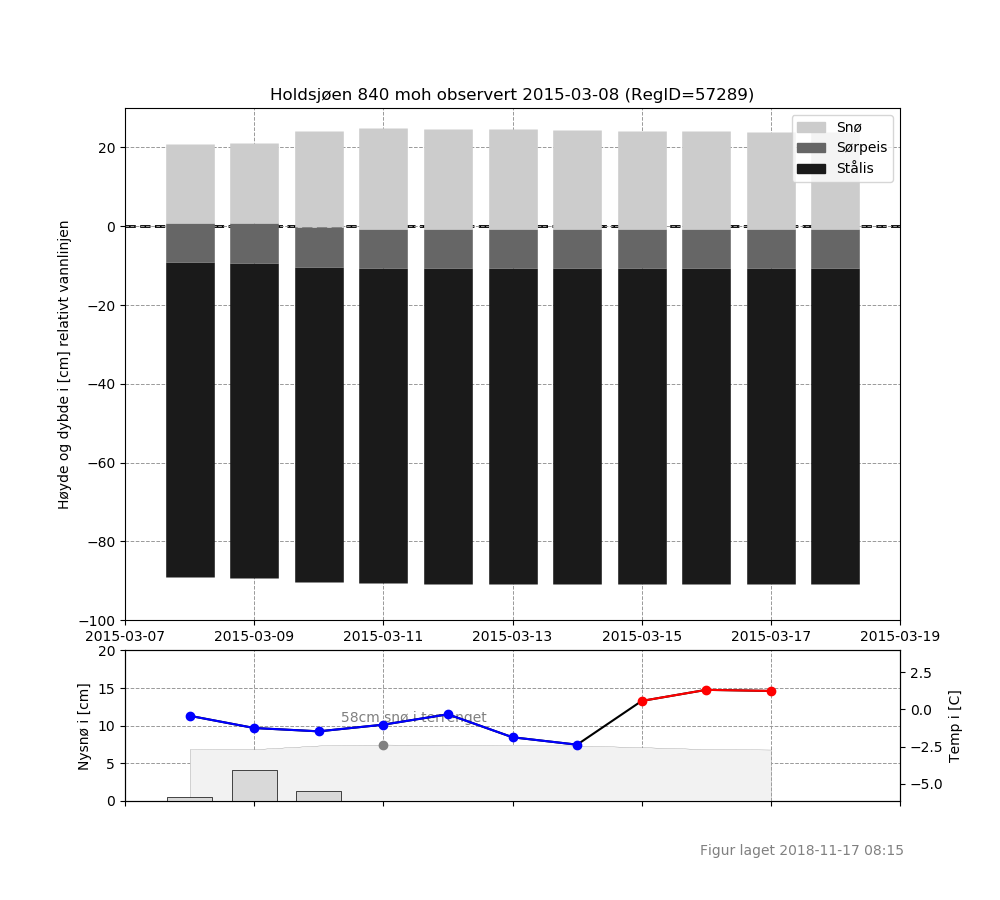 Holdsjøen 840 moh observert 2015-03-08 (RegID=57289)
Snø
Sørpeis
Stålis
Høyde og dybde i [cm] relativt vannlinjen
20
0
−20
−40
−60
−80
−100
2015-03-07 2015-03-09 2015-03-11 2015-03-13 2015-03-15 2015-03-17 2015-03-19
Nysnø i [cm]
20
15
10
5
0
58cm snø i terrenget
2.5
0.0
−2.5
−5.0
Temp i [C]
Figur laget 2018-11-17 08:15